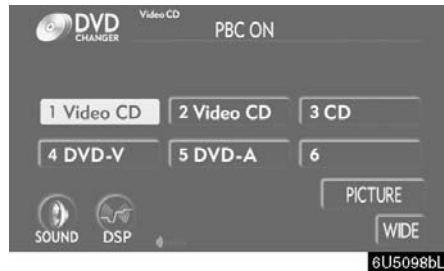 DVD CHANGER Video CD PBC ON
1 Video CD 2 Video CD 3 CD
4 DVD-V 5 DVD-A 6
PICTURE
SOUND DSP WIDE
6U5098bL